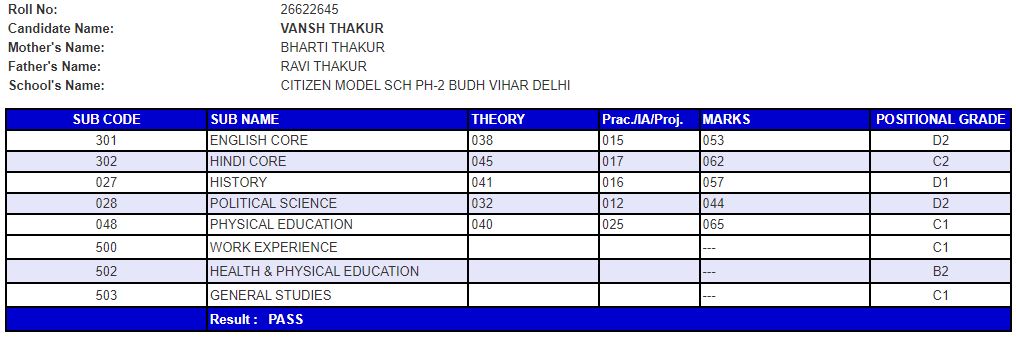 Roll No: 26622645
Candidate Name: VANSH THAKUR
Mother's Name: BHARTI THAKUR
Father's Name: RAVI THAKUR
School's Name: CITIZEN MODEL SCH PH-2 BUDH VIHAR DELHI
SUB CODE SUB NAME THEORY Prac./IA/Proj. MARKS POSITIONAL GRADE
301 ENGLISH CORE 038 015 053 D2
302 HINDI CORE 045 017 062 C2
027 HISTORY 041 016 057 D1
028 POLITICAL SCIENCE 032 012 044 D2
048 PHYSICAL EDUCATION 040 025 065 C1
500 WORK EXPERIENCE --- C1
502 HEALTH & PHYSICAL EDUCATION --- B2
503 GENERAL STUDIES --- C1
Result : PASS